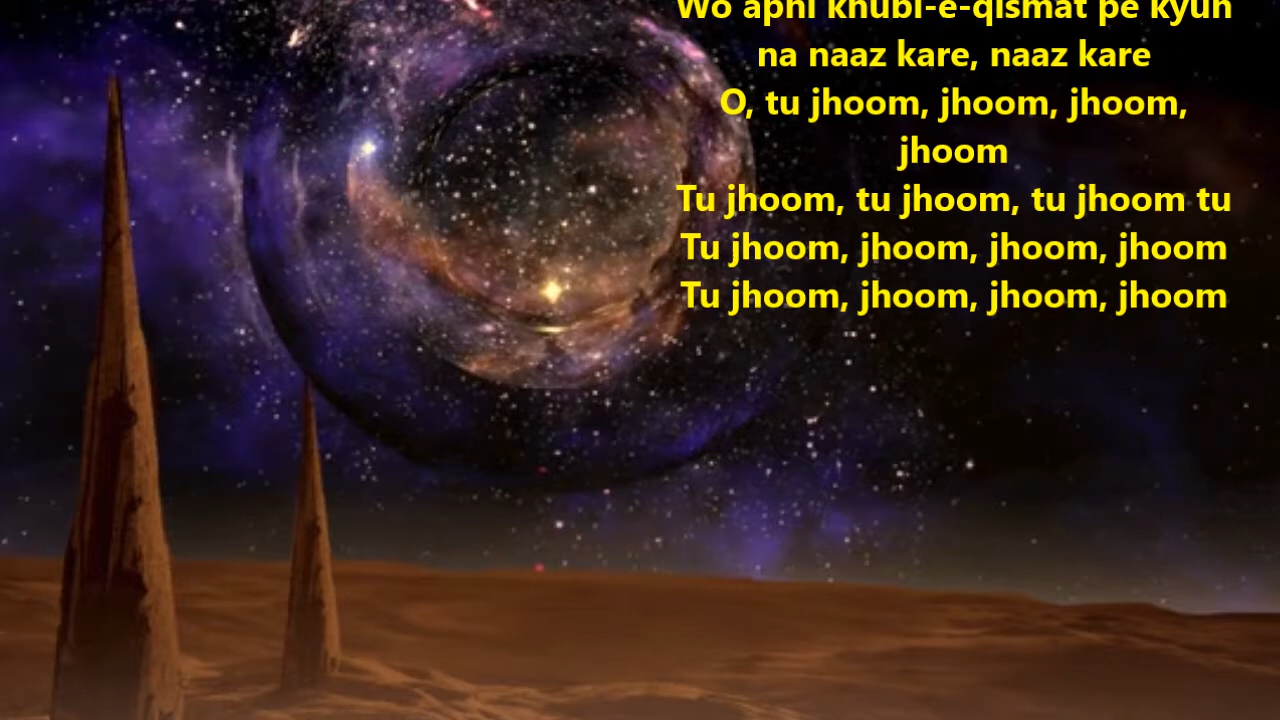 Wo apni khubi-e-qismat pe kyun
na naaz kare, naaz kare
O, tu jhoom, jhoom, jhoom,
jhoom
Tu jhoom, tu jhoom, tu jhoom tu
Tu jhoom, jhoom, jhoom, jhoom
Tu jhoom, jhoom, jhoom, jhoom